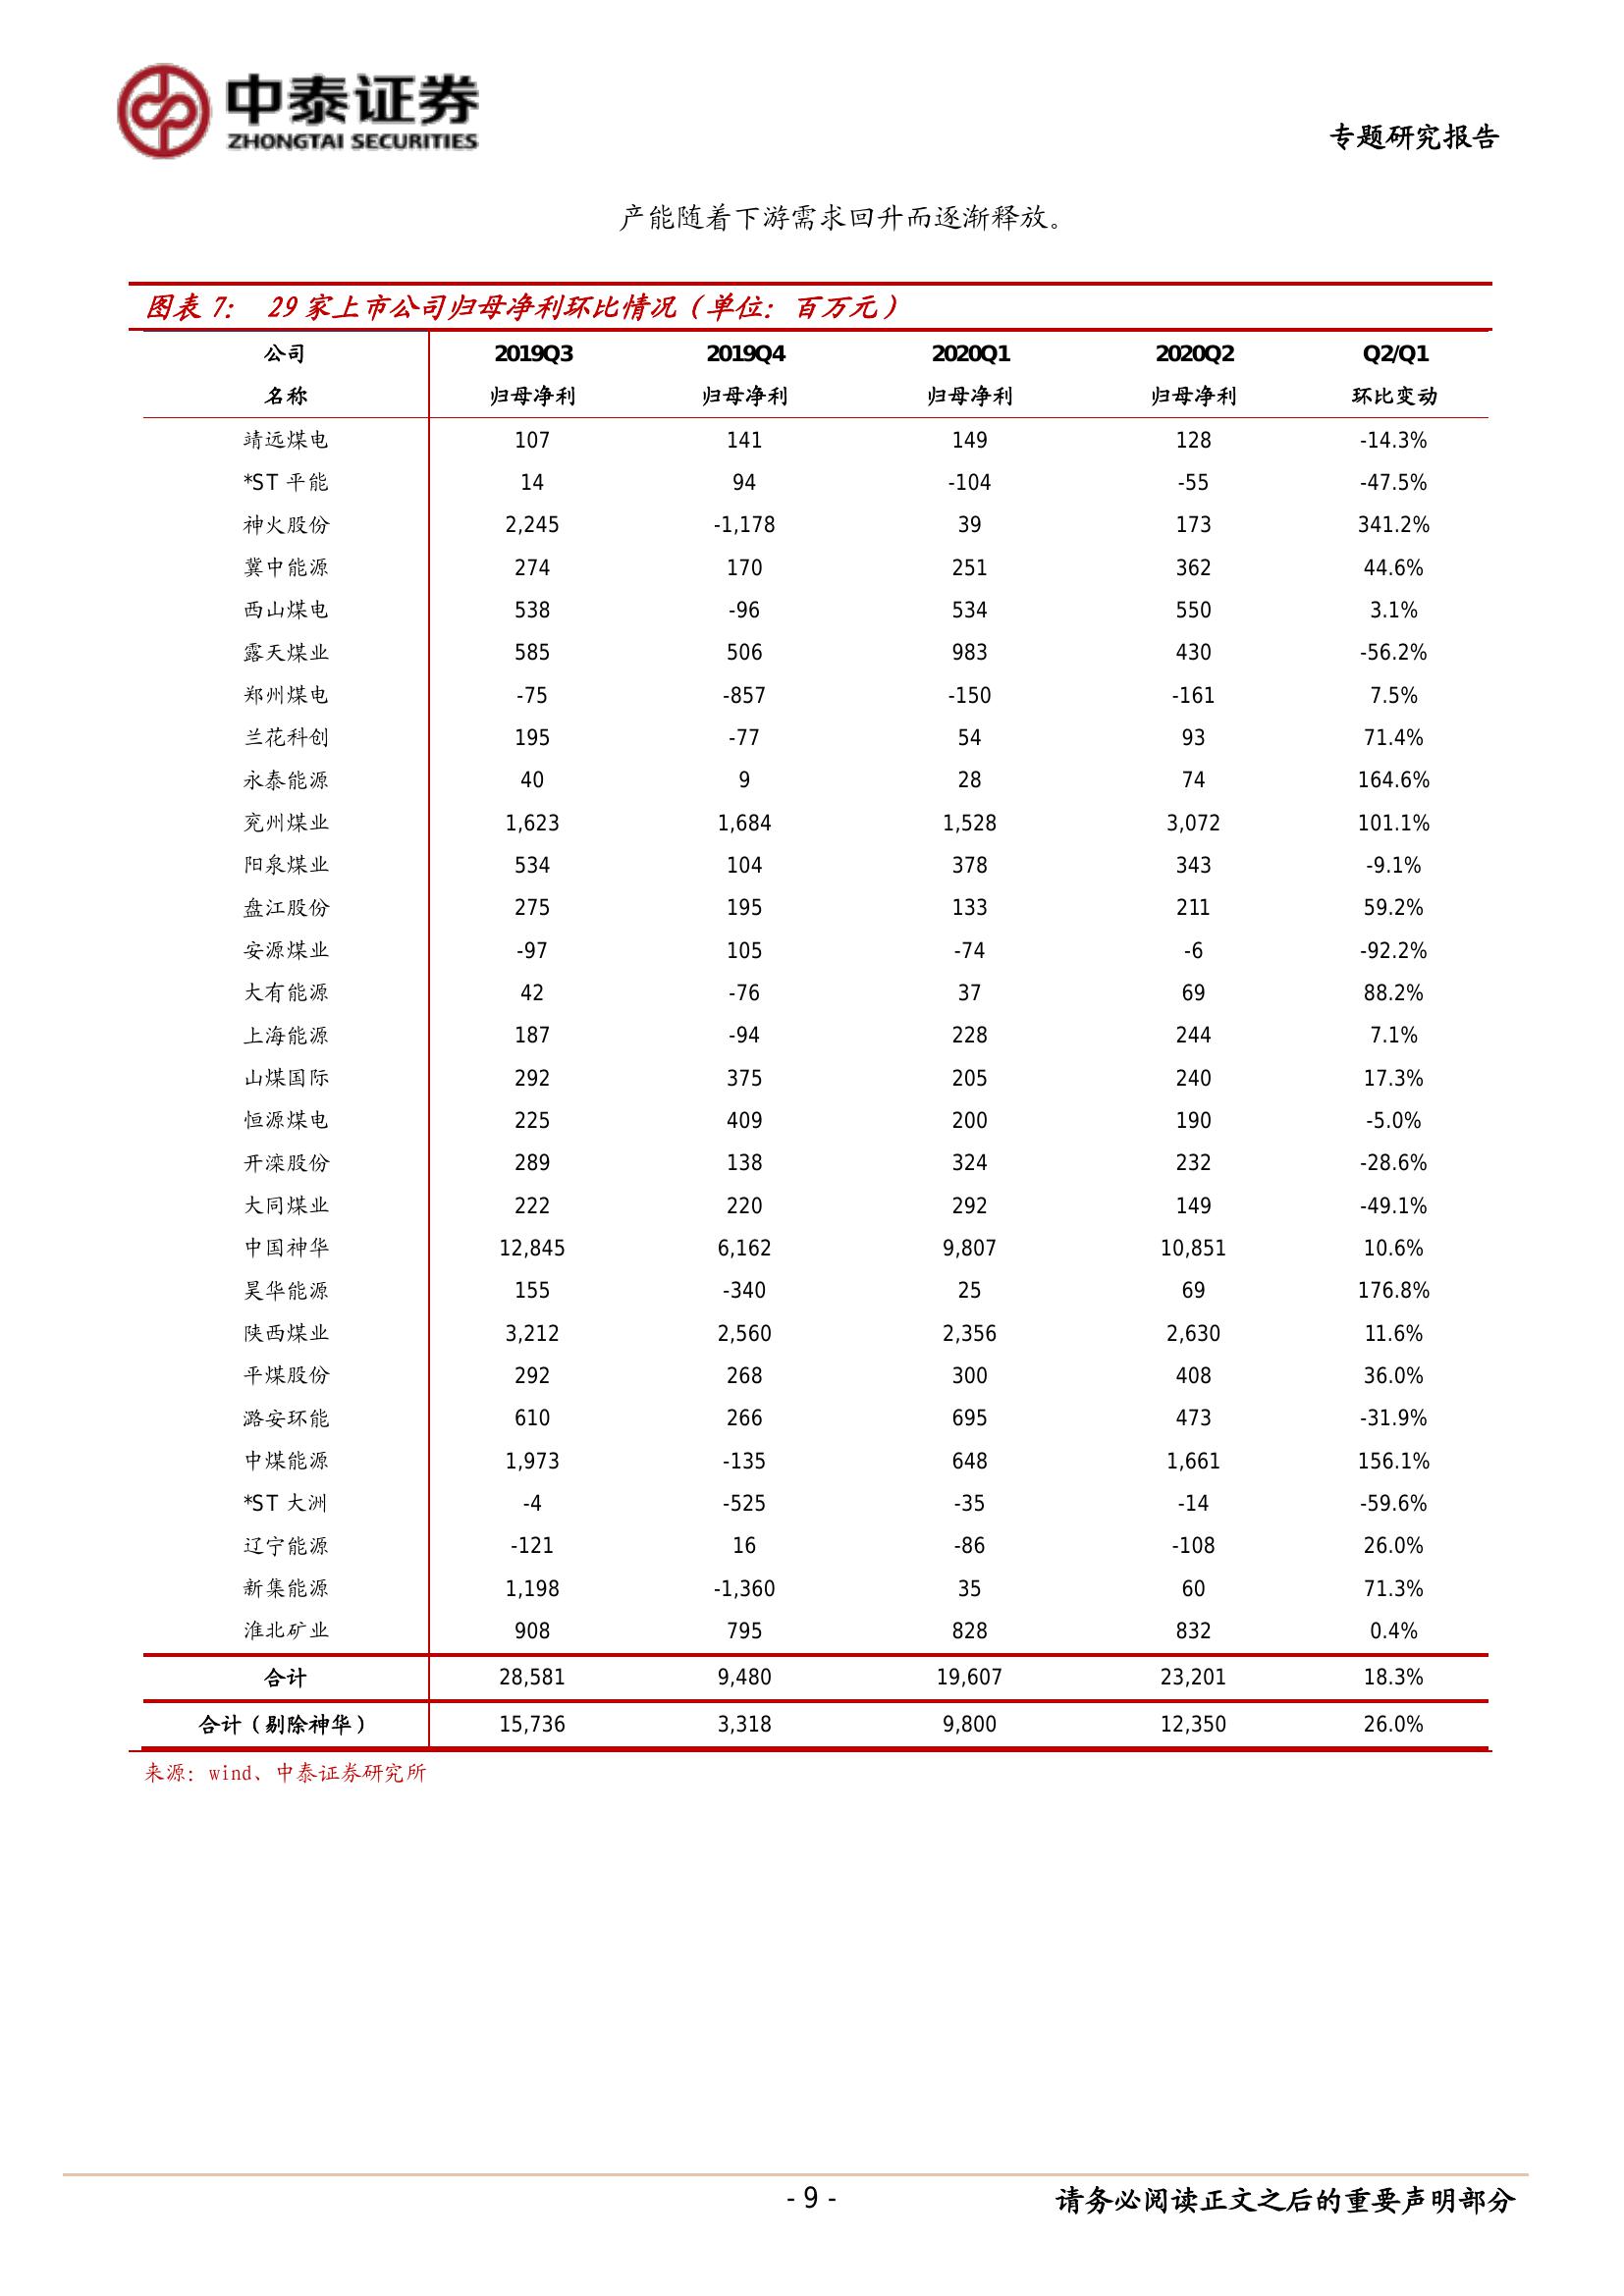 中泰证券
ZHONGTAI SECURITIES
专题研究报告
产能随着下游需求回升而逐渐释放。
图表 7： 29 家上市公司归母净利环比情况（单位：百万元）
公司 2019Q3 2019Q4 2020Q1 2020Q2 Q2/Q1
名称 归母净利 归母净利 归母净利 归母净利 环比变动
靖远煤电 107 141 149 128 -14.3%
*ST 平能 14 94 -104 -55 -47.5%
神火股份 2,245 -1,178 39 173 341.2%
冀中能源 274 170 251 362 44.6%
西山煤电 538 -96 534 550 3.1%
露天煤业 585 506 983 430 -56.2%
郑州煤电 -75 -857 -150 -161 7.5%
兰花科创 195 -77 54 93 71.4%
永泰能源 40 9 28 74 164.6%
兖州煤业 1,623 1,684 1,528 3,072 101.1%
阳泉煤业 534 104 378 343 -9.1%
盘江股份 275 195 133 211 59.2%
安源煤业 -97 105 -74 -6 -92.2%
大有能源 42 -76 37 69 88.2%
上海能源 187 -94 228 244 7.1%
山煤国际 292 375 205 240 17.3%
恒源煤电 225 409 200 190 -5.0%
开滦股份 289 138 324 232 -28.6%
大同煤业 222 220 292 149 -49.1%
中国神华 12,845 6,162 9,807 10,851 10.6%
昊华能源 155 -340 25 69 176.8%
陕西煤业 3,212 2,560 2,356 2,630 11.6%
平煤股份 292 268 300 408 36.0%
潞安环能 610 266 695 473 -31.9%
中煤能源 1,973 -135 648 1,661 156.1%
*ST 大洲 -4 -525 -35 -14 -59.6%
辽宁能源 -121 16 -86 -108 26.0%
新集能源 1,198 -1,360 35 60 71.3%
淮北矿业 908 795 828 832 0.4%
合计 28,581 9,480 19,607 23,201 18.3%
合计（剔除神华） 15,736 3,318 9,800 12,350 26.0%
来源：wind、中泰证券研究所
- 9 - 请务必阅读正文之后的重要声明部分